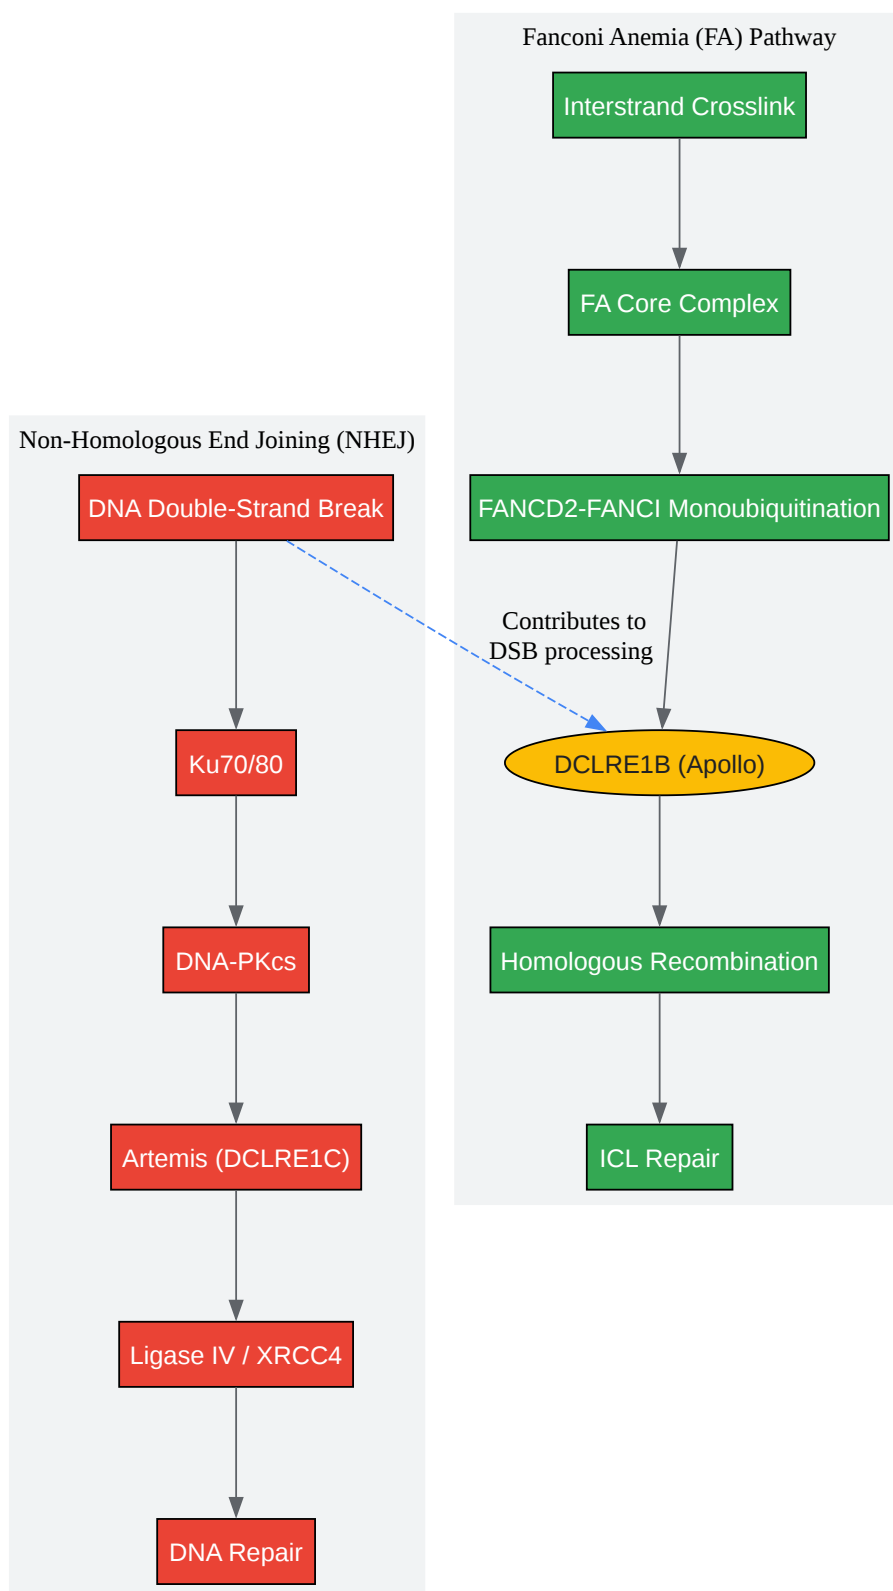 Fanconi Anemia (FA) Pathway
Interstrand Crosslink
FA Core Complex
Non-Homologous End Joining (NHEJ)
DNA Double-Strand Break
FANCD2-FANCI Monoubiquitination
Contributes to
DSB processing
Ku70/80
DCLRE1B (Apollo)
DNA-PKcs
Homologous Recombination
Artemis (DCLRE1C)
ICL Repair
Ligase IV / XRCC4
DNA Repair